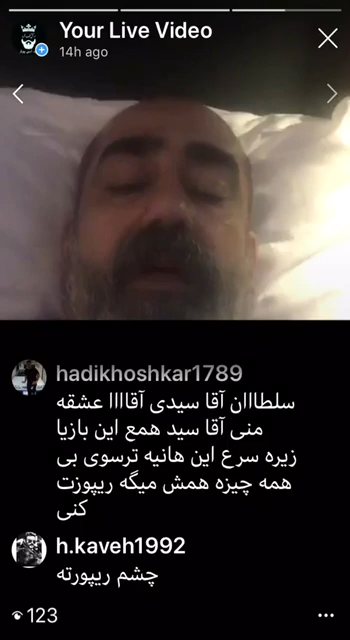 Your Live Video
14h ago
hadikhoshkar1789
سلطااان آقا سیدی آقاااا عشقه
منی آقا سید همع این بازیا
زیره سرع این هانیه ترسوی بی
همه چیزه همش میگه ریپوزت
کنی
h.kaveh1992
چشم ریپورته
123